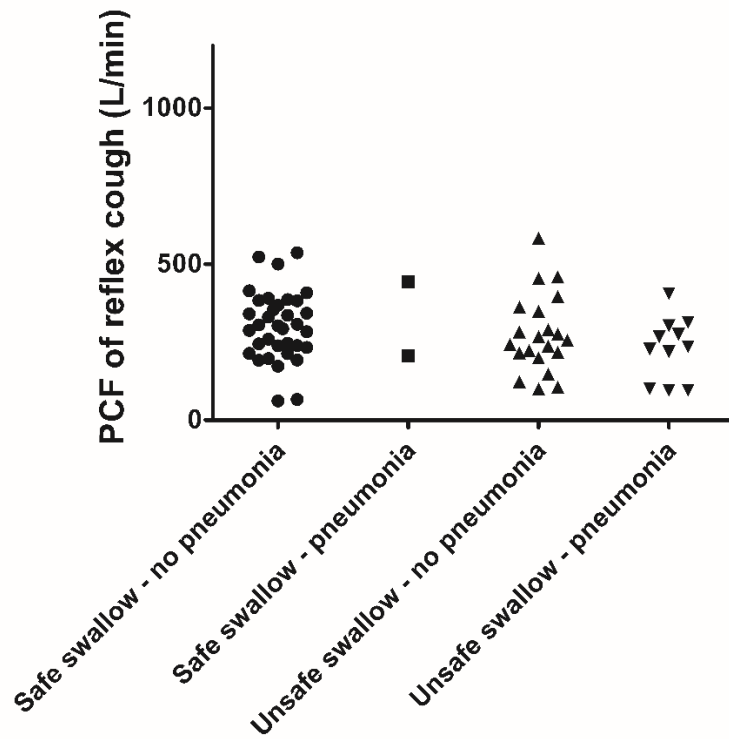 PCF of reflex cough (L/min)
1000
500
0
Safe swallow - no pneumonia
Safe swallow - pneumonia
Unsafe swallow - no pneumonia
Unsafe swallow - pneumonia